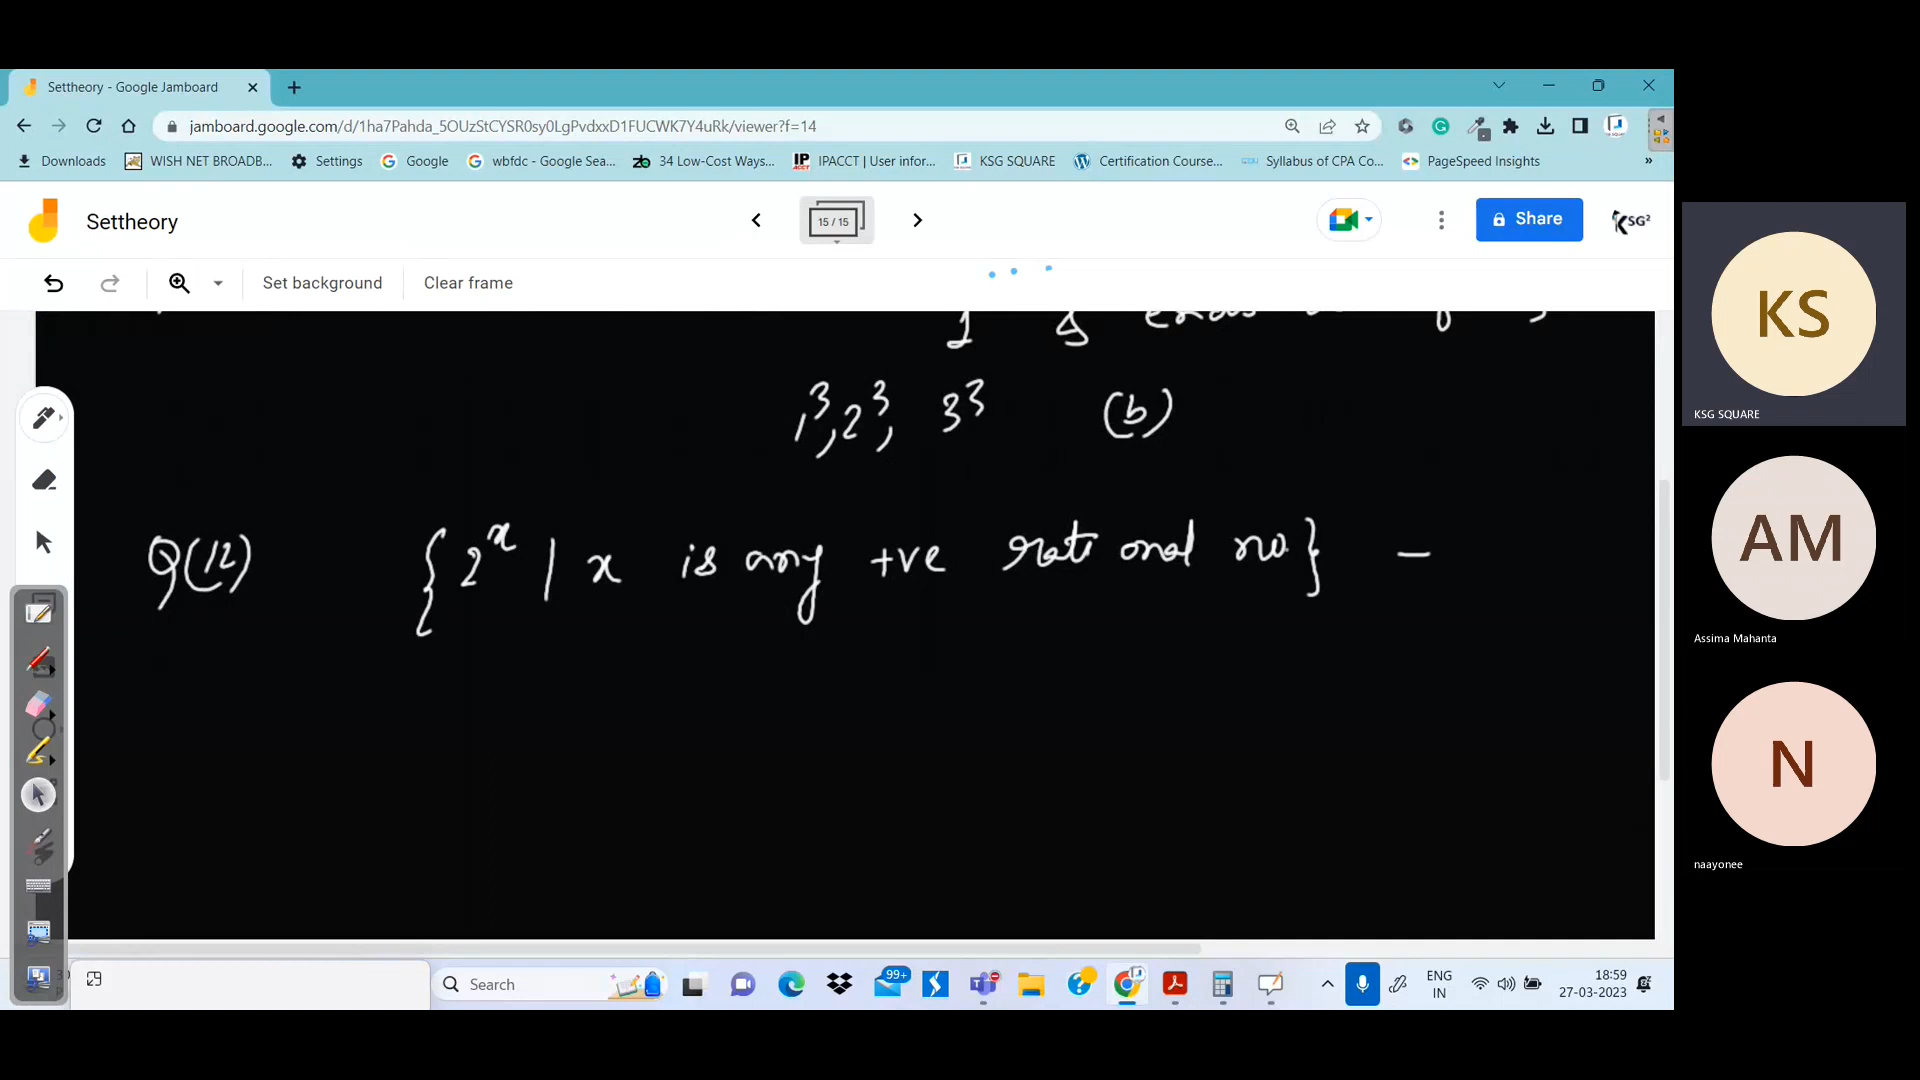 Settheory - Google Jamboard
jamboard.google.com/d/1ha7Pahda_5OUzStCYSR0sy0LgPvdxxD1FUCWK7Y4uRk/viewer?f=14
Downloads WISH NET BROADB... Settings Google wbfdc - Google Sea... 34 Low-Cost Ways... IPACCT | User infor... KSG SQUARE Certification Course... Syllabus of CPA Co... PageSpeed Insights »
Settheory 15 / 15 Share KSG²
Set background Clear frame
1³, 2³, 3³ (b)
Q(12) {2ˣ | x is any +ve rational no} —
KS
KSG SQUARE
AM
Assima Mahanta
N
naayonee
Search 99+ ENG IN 18:59 27-03-2023